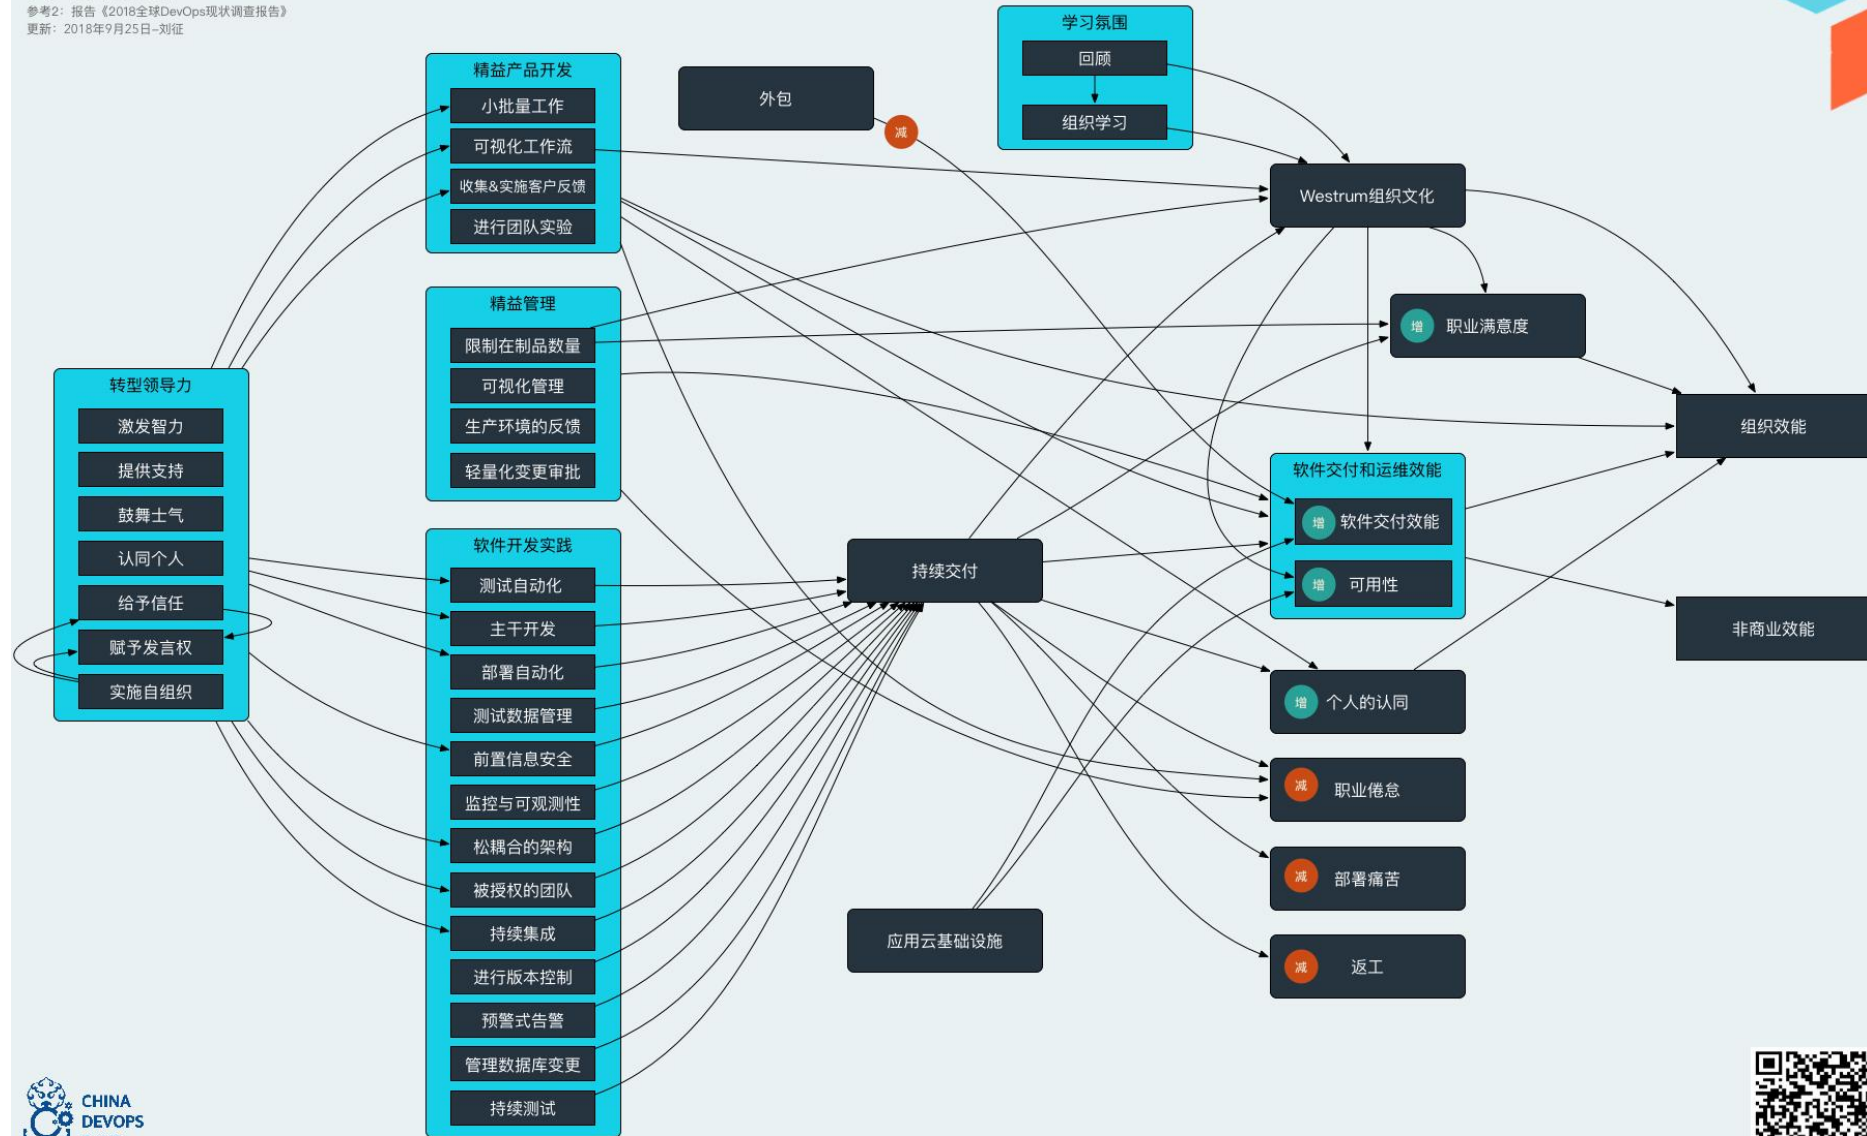 参考2：报告《2018全球DevOps现状调查报告》
更新：2018年9月25日-刘征
学习氛围
回顾
组织学习
精益产品开发
小批量工作
可视化工作流
收集&实施客户反馈
进行团队实验
外包
减
Westrum组织文化
精益管理
限制在制品数量
可视化管理
生产环境的反馈
轻量化变更审批
增 职业满意度
转型领导力
激发智力
提供支持
鼓舞士气
认同个人
给予信任
赋予发言权
实施自组织
组织效能
软件交付和运维效能
增 软件交付效能
增 可用性
非商业效能
软件开发实践
测试自动化
主干开发
部署自动化
测试数据管理
前置信息安全
监控与可观测性
松耦合的架构
被授权的团队
持续集成
进行版本控制
预警式告警
管理数据库变更
持续测试
持续交付
应用云基础设施
增 个人的认同
减 职业倦怠
减 部署痛苦
减 返工
CHINA
DEVOPS